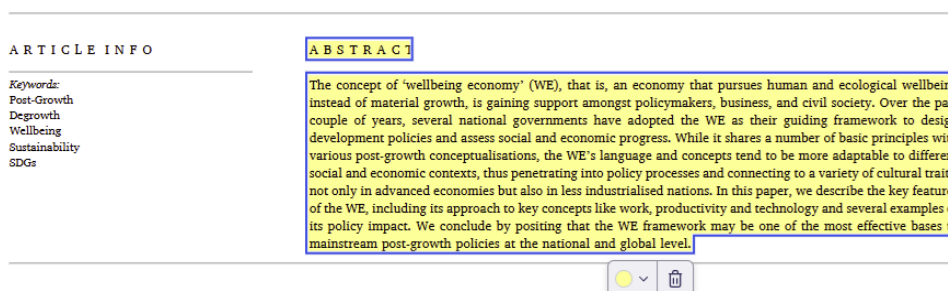 ARTICLE INFO
Keywords:
Post-Growth
Degrowth
Wellbeing
Sustainability
SDGs
ABSTRACT
The concept of ‘wellbeing economy’ (WE), that is, an economy that pursues human and ecological
instead of material growth, is gaining support amongst policymakers, business, and civil society. Over the
couple of years, several national governments have adopted the WE as their guiding framework to
development policies and assess social and economic progress. While it shares a number of basic principles
various post-growth conceptualisations, the WE’s language and concepts tend to be more adaptable to
social and economic contexts, thus penetrating into policy processes and connecting to a variety of cultural
not only in advanced economies but also in less industrialised nations. In this paper, we describe the key
of the WE, including its approach to key concepts like work, productivity and technology and several examples
its policy impact. We conclude by positing that the WE framework may be one of the most effective bases
mainstream post-growth policies at the national and global level.